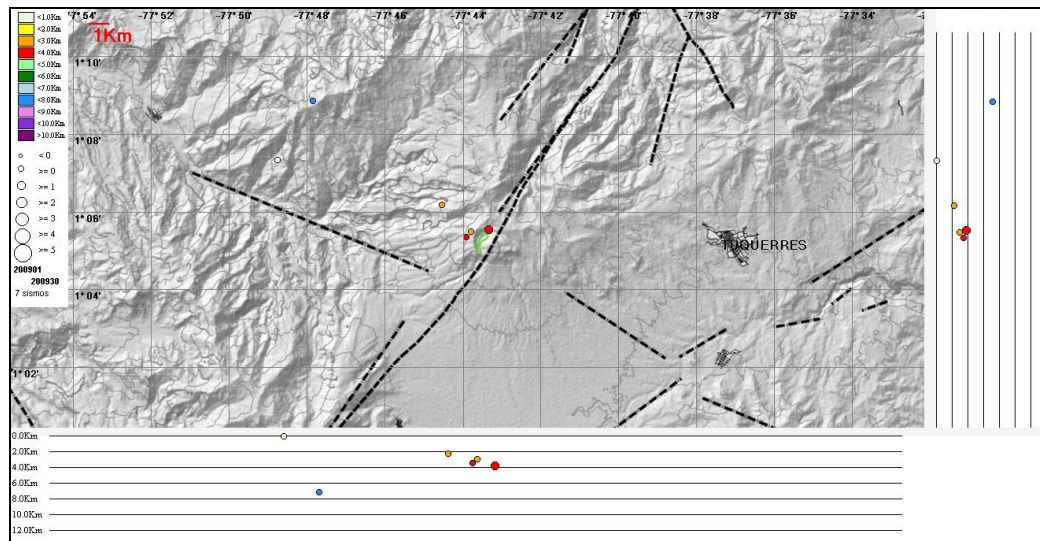 -77°54'
-77°52'
-77°50'
-77°48'
-77°46'
-77°44'
-77°42'
-77°40'
-77°38'
-77°36'
-77°34'
1Km
<1.0Km
<2.0Km
<3.0Km
<4.0Km
<5.0Km
<6.0Km
<7.0Km
<8.0Km
<9.0Km
<10.0Km
>10.0Km
< 0
>= 0
>= 1
>= 2
>= 3
>= 4
>= 5
200901
200930
7 sismos
1°10'
1°08'
1°06'
1°04'
1°02'
TUQUERRES
0.0Km
2.0Km
4.0Km
6.0Km
8.0Km
10.0Km
12.0Km